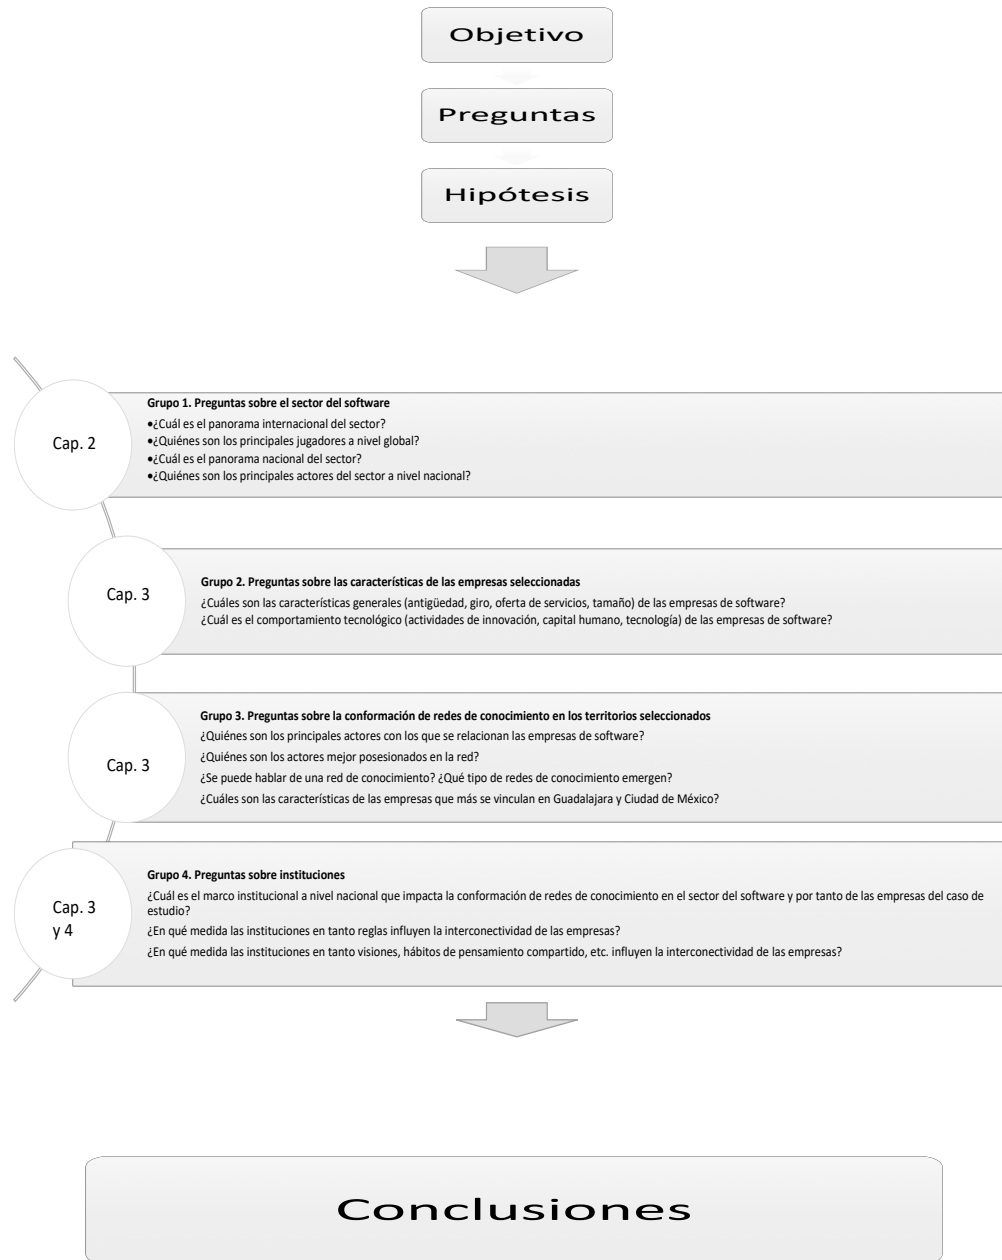 Objetivo
Preguntas
Hipótesis
Cap. 2
Grupo 1. Preguntas sobre el sector del software
•¿Cuál es el panorama internacional del sector?
•¿Quiénes son los principales jugadores a nivel global?
•¿Cuál es el panorama nacional del sector?
•¿Quiénes son los principales actores del sector a nivel nacional?
Cap. 3
Grupo 2. Preguntas sobre las características de las empresas seleccionadas
¿Cuáles son las características generales (antigüedad, giro, oferta de servicios, tamaño) de las empresas de software?
¿Cuál es el comportamiento tecnológico (actividades de innovación, capital humano, tecnología) de las empresas de software?
Cap. 3
Grupo 3. Preguntas sobre la conformación de redes de conocimiento en los territorios seleccionados
¿Quiénes son los principales actores con los que se relacionan las empresas de software?
¿Quiénes son los actores mejor posesionados en la red?
¿Se puede hablar de una red de conocimiento? ¿Qué tipo de redes de conocimiento emergen?
¿Cuáles son las características de las empresas que más se vinculan en Guadalajara y Ciudad de México?
Cap. 3
y 4
Grupo 4. Preguntas sobre instituciones
¿Cuál es el marco institucional a nivel nacional que impacta la conformación de redes de conocimiento en el sector del software y por tanto de las empresas del caso de
estudio?
¿En qué medida las instituciones en tanto reglas influyen la interconectividad de las empresas?
¿En qué medida las instituciones en tanto visiones, hábitos de pensamiento compartido, etc. influyen la interconectividad de las empresas?
Conclusiones